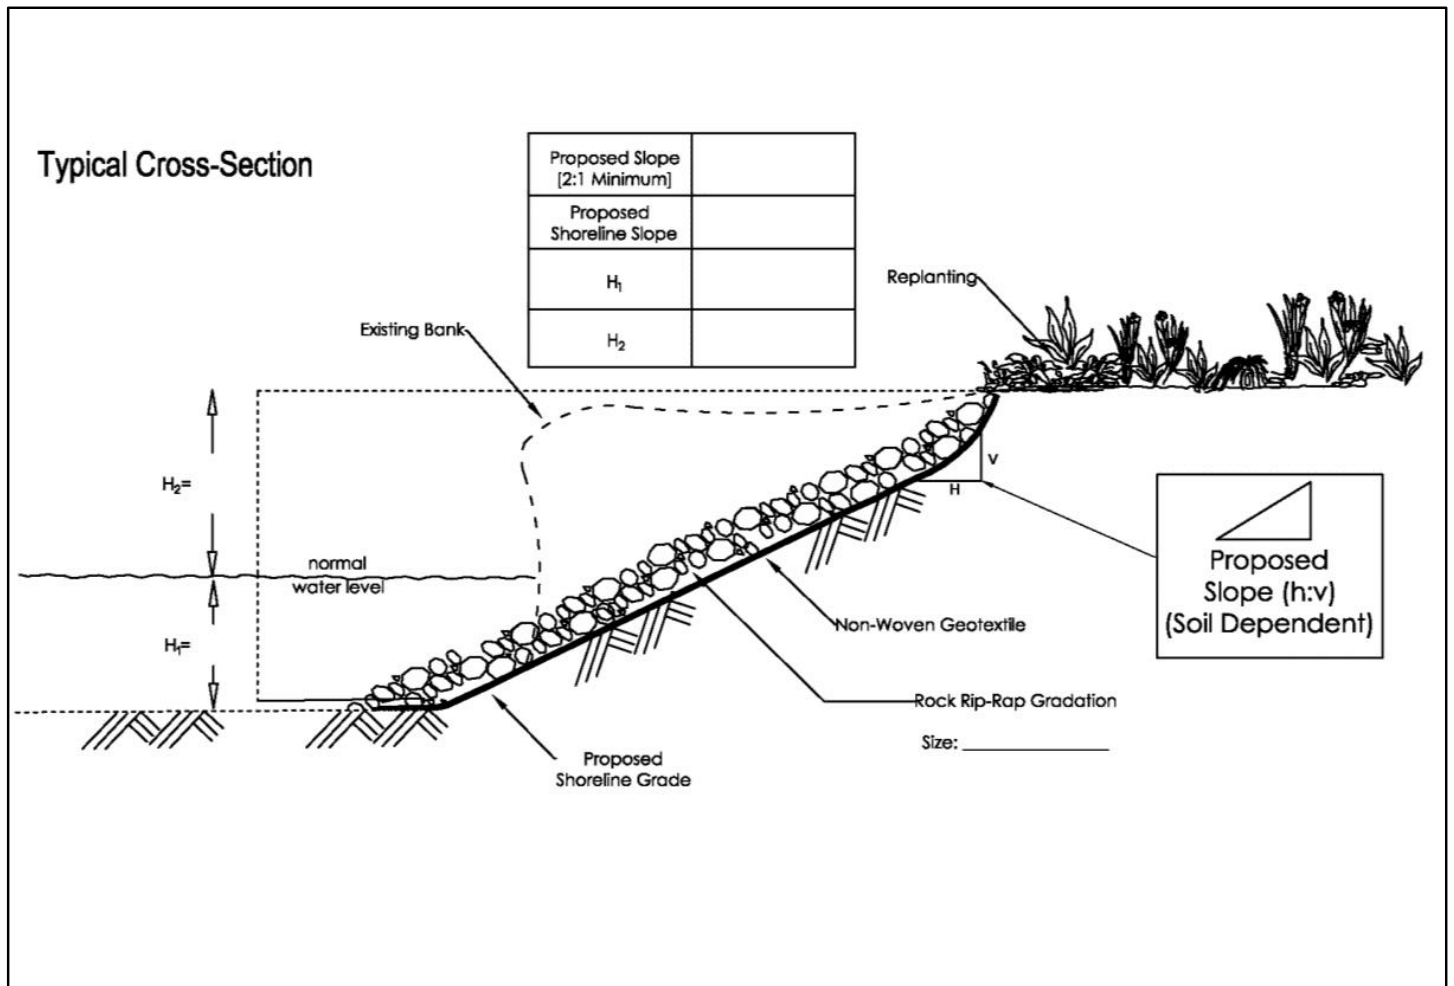 Typical Cross-Section
Proposed Slope
[2:1 Minimum]
Proposed
Shoreline Slope
H₁
H₂
Replanting
Existing Bank
H₂=
normal
water level
H₁=
V
H
Proposed
Slope (h:v)
(Soil Dependent)
Non-Woven Geotextile
Rock Rip-Rap Gradation
Size: ____________
Proposed
Shoreline Grade